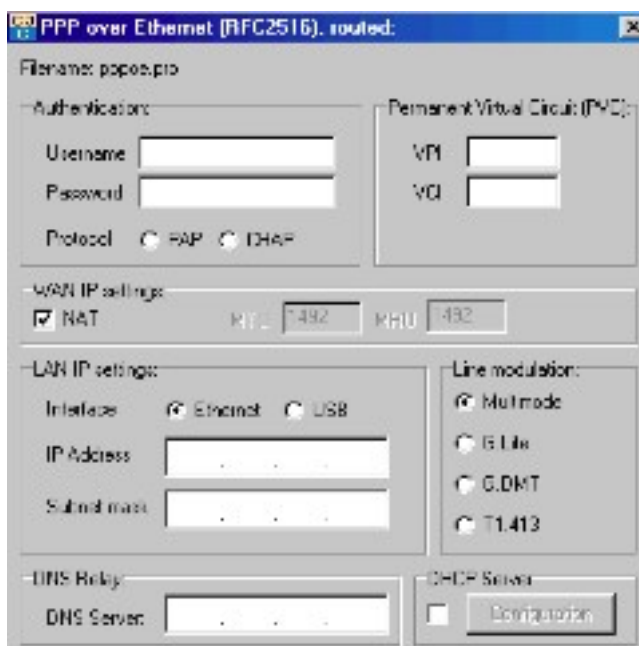 PPP over Ethernet (RFC2516), routed:
Filename: pppoe.pro
Authentication:
Username
Password
Protocol PAP CHAP
Permanent Virtual Circuit (PVC):
VPI
VCI
WAN IP settings:
NAT MTU 1492 MRU 1492
LAN IP settings:
Interface Ethernet USB
IP Address
Subnet mask
Line modulation:
Multimode
G.Lite
G.DMT
T1.413
DNS Relay:
DNS Server:
DHCP Server
Configuration